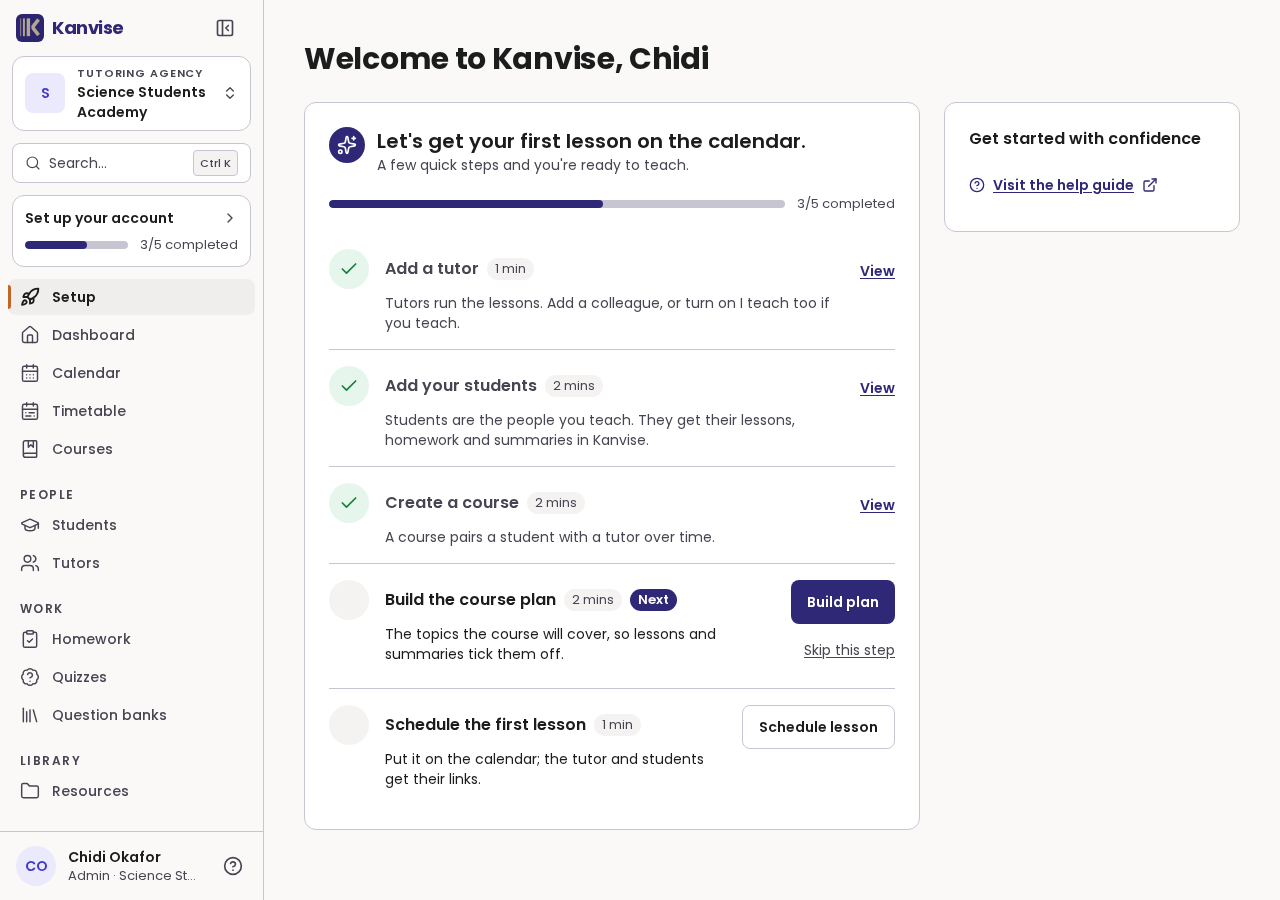 Kanvise
TUTORING AGENCY
S
Science Students
Academy
Search...
Ctrl K
Set up your account
3/5 completed
Setup
Dashboard
Calendar
Timetable
Courses
PEOPLE
Students
Tutors
WORK
Homework
Quizzes
Question banks
LIBRARY
Resources
CO
Chidi Okafor
Admin · Science St...
Welcome to Kanvise, Chidi
Let's get your first lesson on the calendar.
A few quick steps and you're ready to teach.
3/5 completed
Add a tutor 1 min
View
Tutors run the lessons. Add a colleague, or turn on I teach too if
you teach.
Add your students 2 mins
View
Students are the people you teach. They get their lessons,
homework and summaries in Kanvise.
Create a course 2 mins
View
A course pairs a student with a tutor over time.
Build the course plan 2 mins Next
Build plan
The topics the course will cover, so lessons and
summaries tick them off.
Skip this step
Schedule the first lesson 1 min
Schedule lesson
Put it on the calendar; the tutor and students
get their links.
Get started with confidence
Visit the help guide